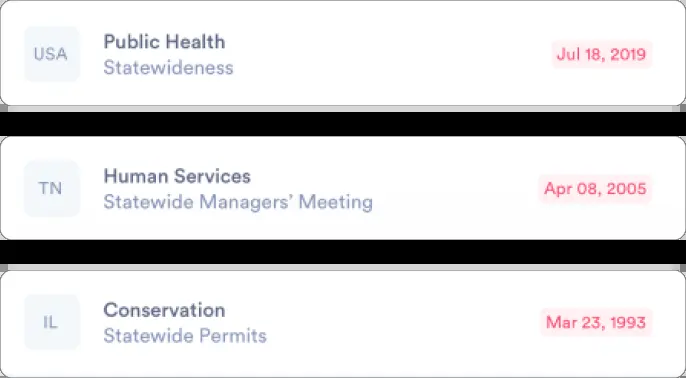 USA
Public Health
Statewideness
Jul 18, 2019
TN
Human Services
Statewide Managers’ Meeting
Apr 08, 2005
IL
Conservation
Statewide Permits
Mar 23, 1993